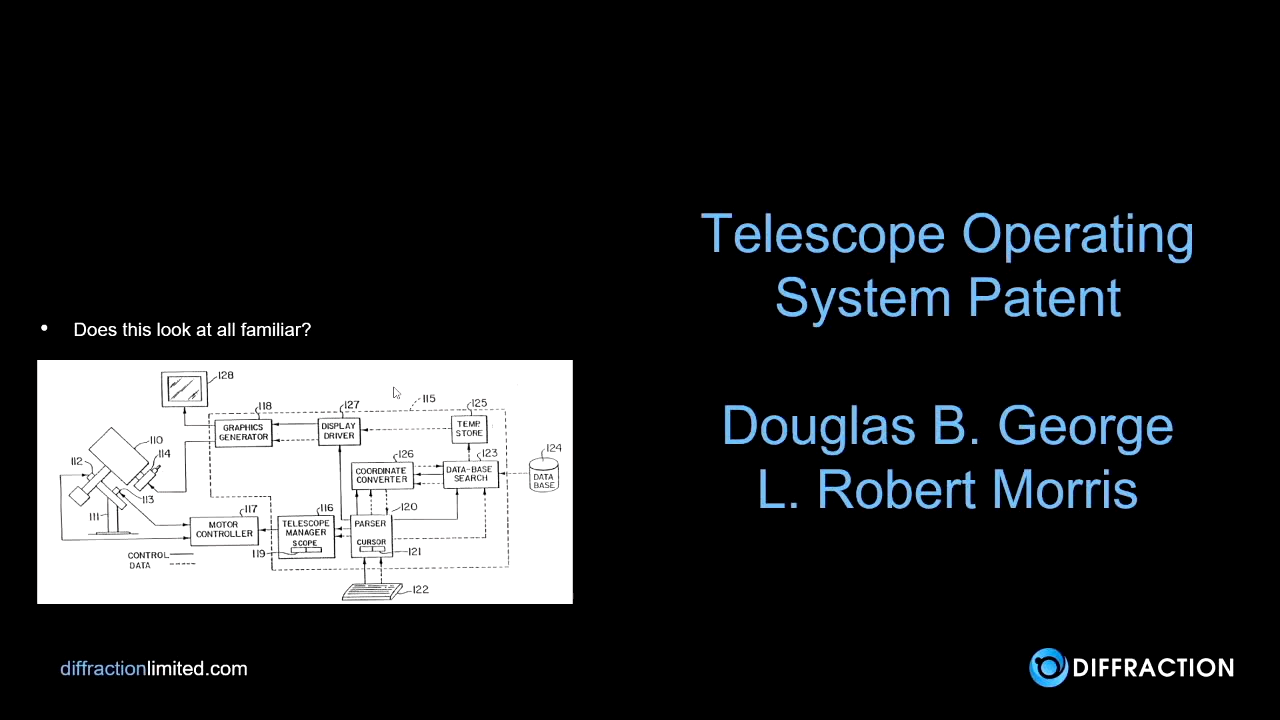 Telescope Operating
System Patent
Douglas B. George
L. Robert Morris
• Does this look at all familiar?
128
118
127
115
125
GRAPHICS
GENERATOR
DISPLAY
DRIVER
TEMP.
STORE
110
114
112
113
111
126
123
124
COORDINATE
CONVERTER
DATA-BASE
SEARCH
DATA
BASE
117
116
120
MOTOR
CONTROLLER
TELESCOPE
MANAGER
SCOPE
119
PARSER
CURSOR
121
CONTROL
DATA
122
diffractionlimited.com
DIFFRACTION